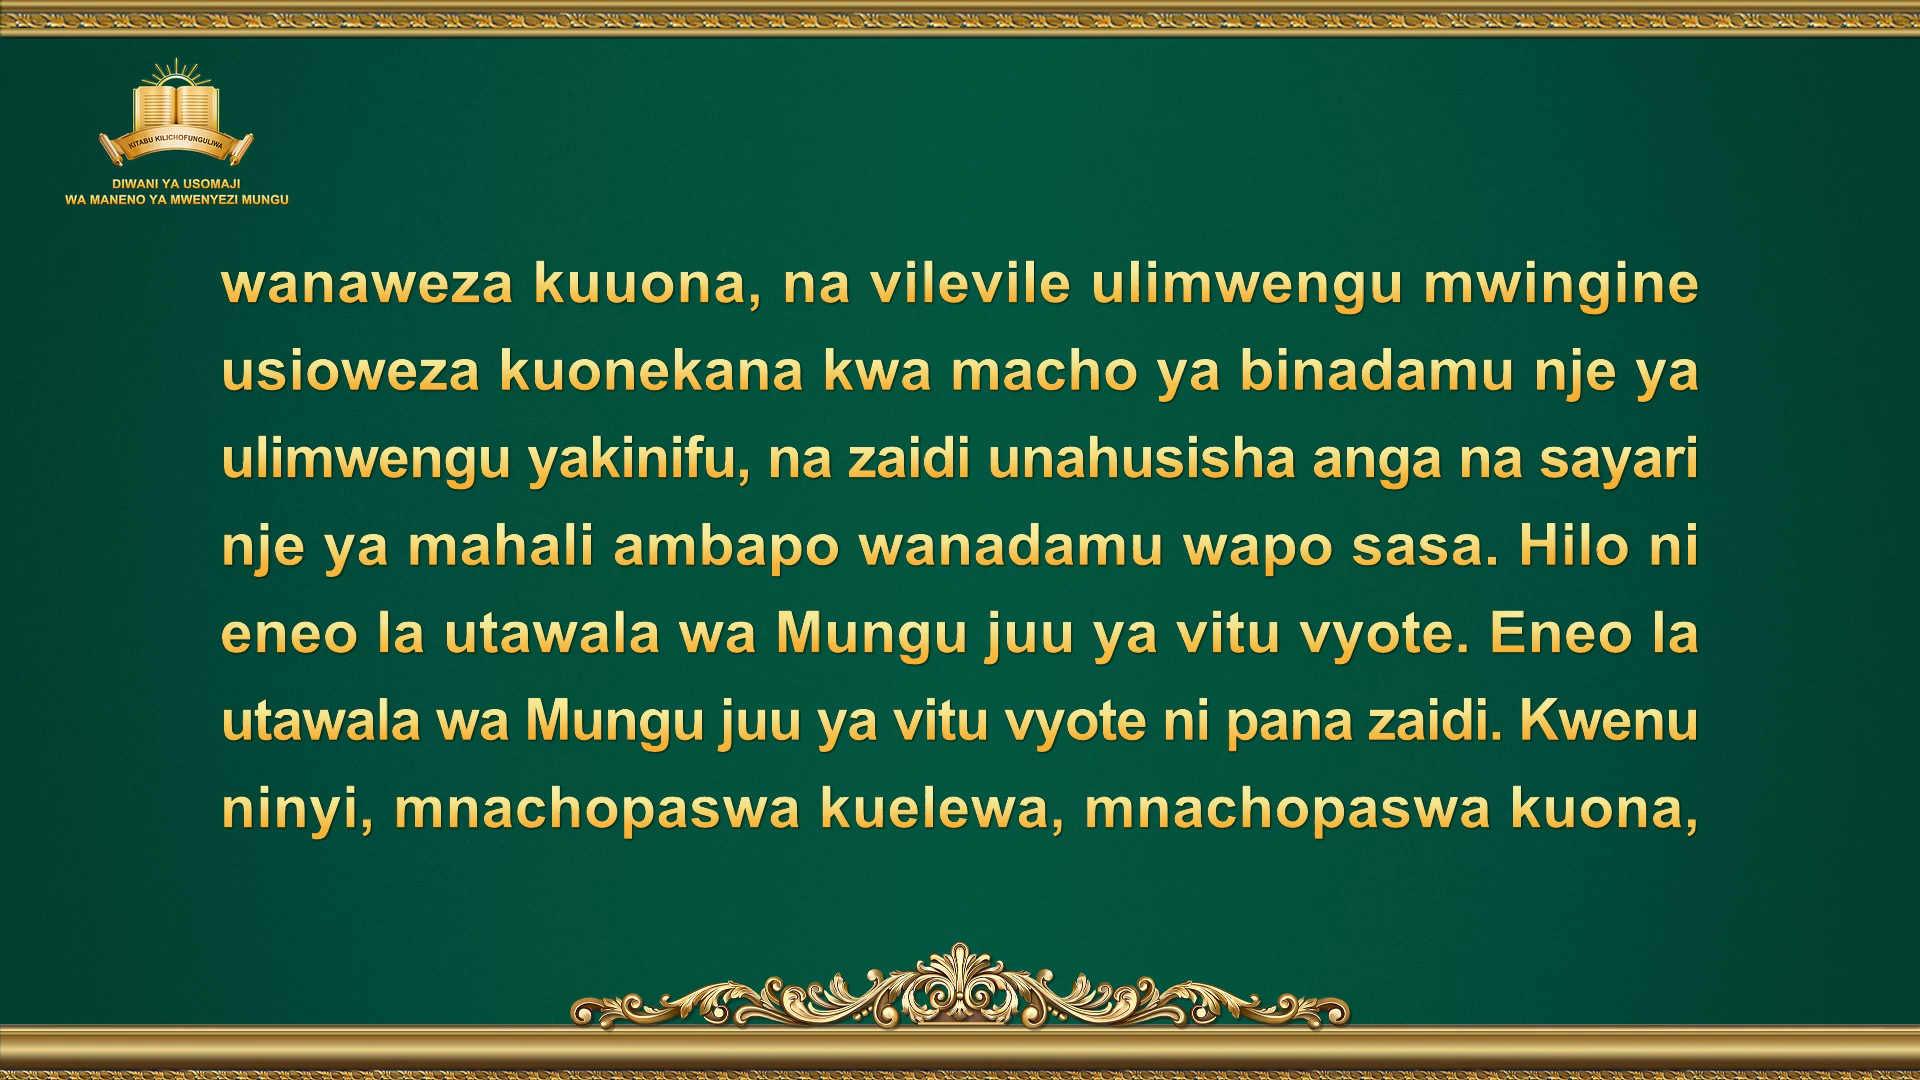 KITABU KILICHOFUNGULIWA
DIWANI YA USOMAJI
WA MANENO YA MWENYEZI MUNGU
wanaweza kuuona, na vilevile ulimwengu mwingine
usioweza kuonekana kwa macho ya binadamu nje ya
ulimwengu yakinifu, na zaidi unahusisha anga na sayari
nje ya mahali ambapo wanadamu wapo sasa. Hilo ni
eneo la utawala wa Mungu juu ya vitu vyote. Eneo la
utawala wa Mungu juu ya vitu vyote ni pana zaidi. Kwenu
ninyi, mnachopaswa kuelewa, mnachopaswa kuona,